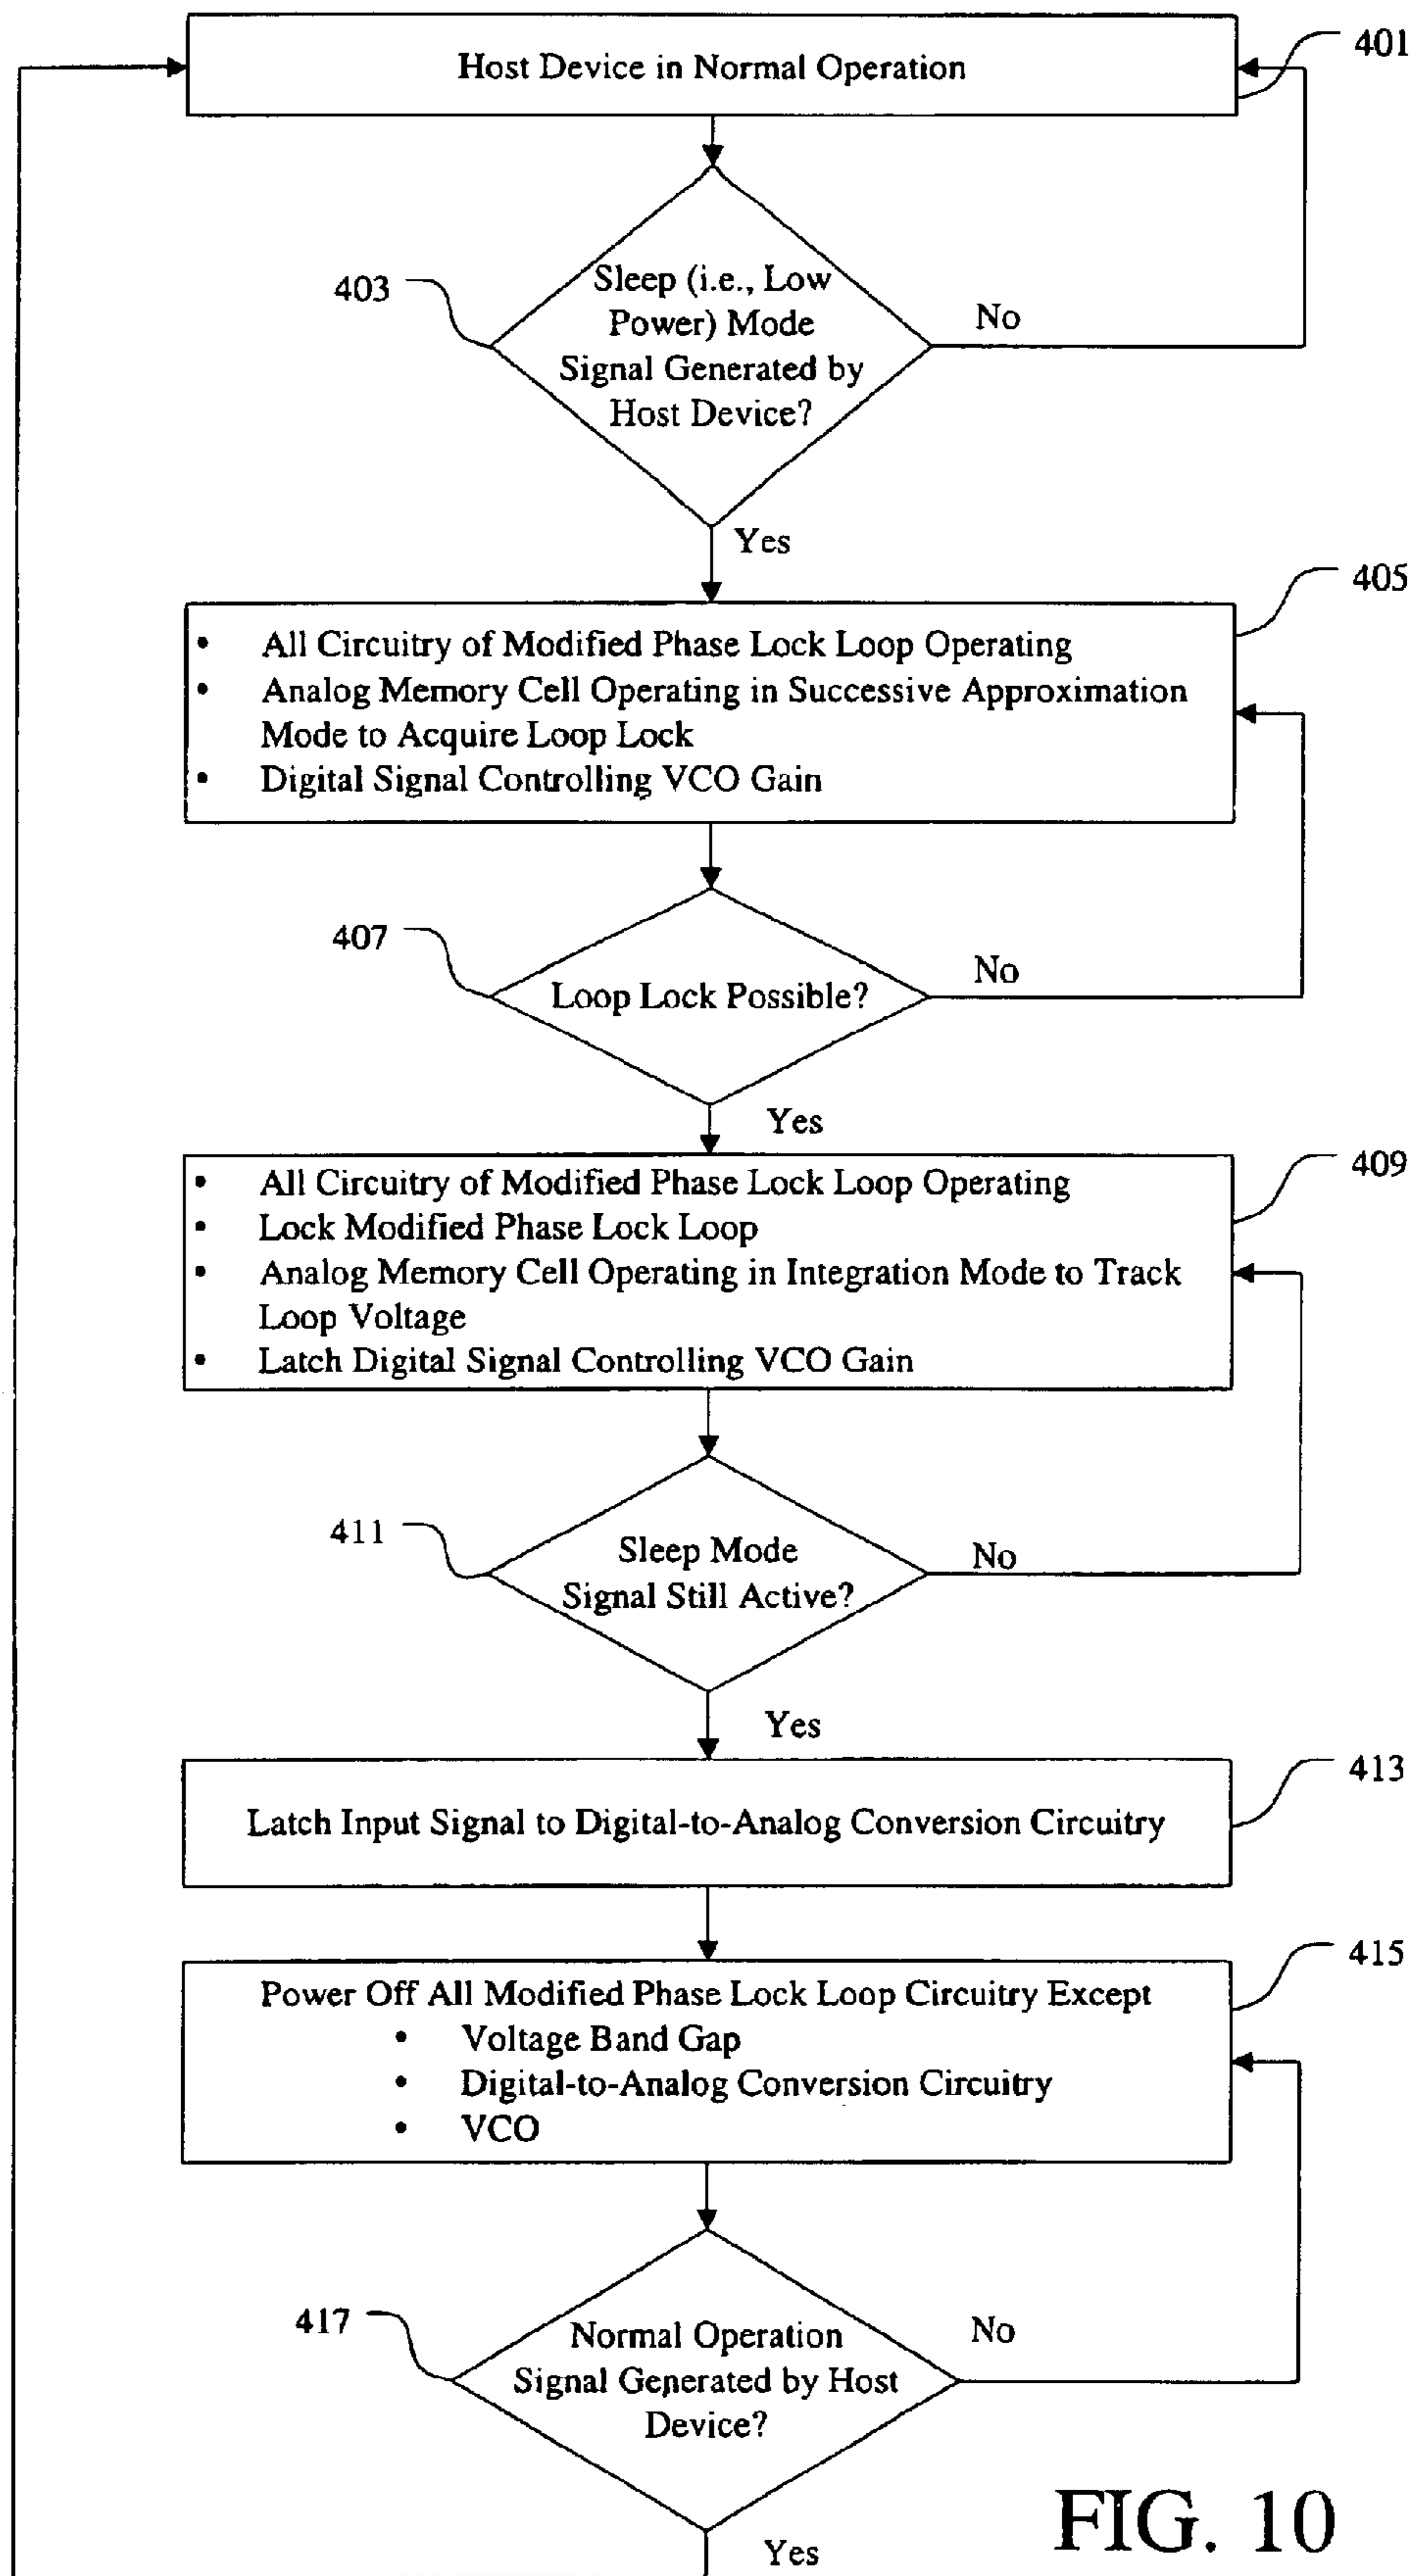 Host Device in Normal Operation
401
403
Sleep (i.e., Low
Power) Mode
Signal Generated by
Host Device?
No
Yes
405
• All Circuitry of Modified Phase Lock Loop Operating
• Analog Memory Cell Operating in Successive Approximation
Mode to Acquire Loop Lock
• Digital Signal Controlling VCO Gain
407
Loop Lock Possible?
No
Yes
409
• All Circuitry of Modified Phase Lock Loop Operating
• Lock Modified Phase Lock Loop
• Analog Memory Cell Operating in Integration Mode to Track
Loop Voltage
• Latch Digital Signal Controlling VCO Gain
411
Sleep Mode
Signal Still Active?
No
Yes
413
Latch Input Signal to Digital-to-Analog Conversion Circuitry
415
Power Off All Modified Phase Lock Loop Circuitry Except
• Voltage Band Gap
• Digital-to-Analog Conversion Circuitry
• VCO
417
Normal Operation
Signal Generated by Host
Device?
No
Yes
FIG. 10